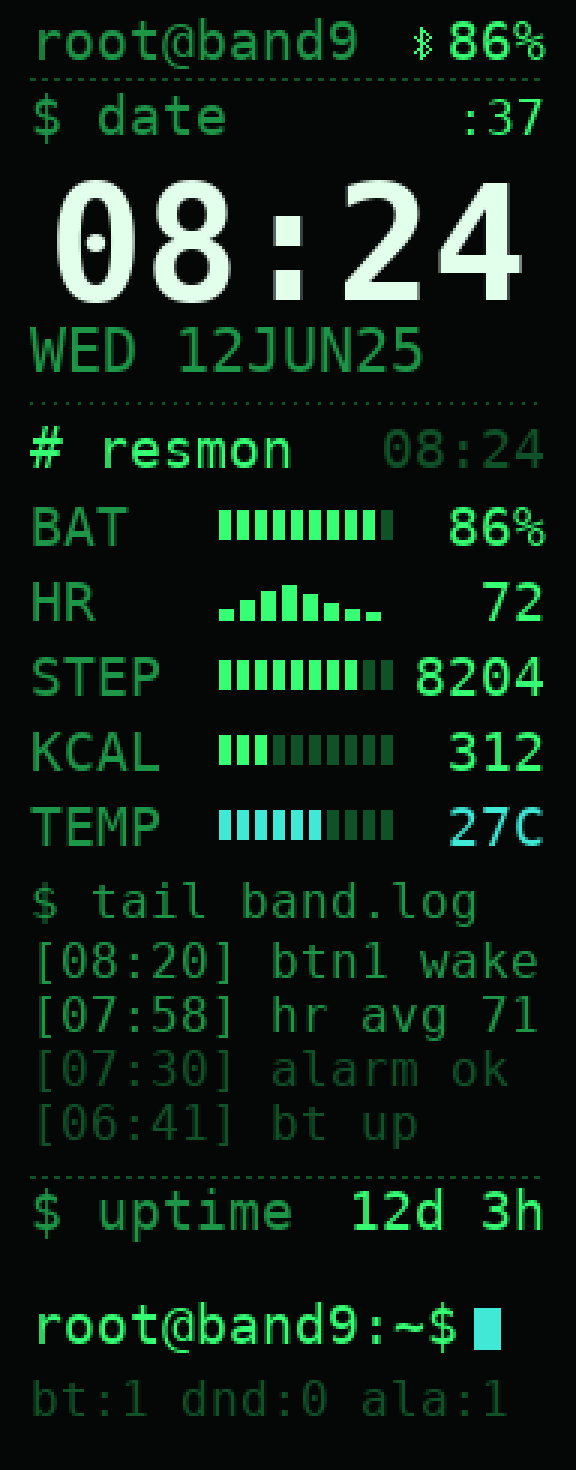 root@band9 86%
$ date :37
08:24
WED 12JUN25
# resmon 08:24
BAT 86%
HR 72
STEP 8204
KCAL 312
TEMP 27C
$ tail band.log
[08:20] btn1 wake
[07:58] hr avg 71
[07:30] alarm ok
[06:41] bt up
$ uptime 12d 3h
root@band9:~$
bt:1 dnd:0 ala:1